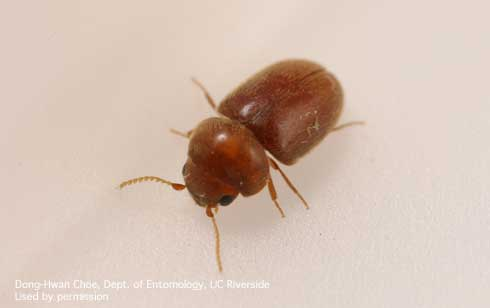 Dong-Hwan Choe, Dept. of Entomology, UC Riverside
Used by permission